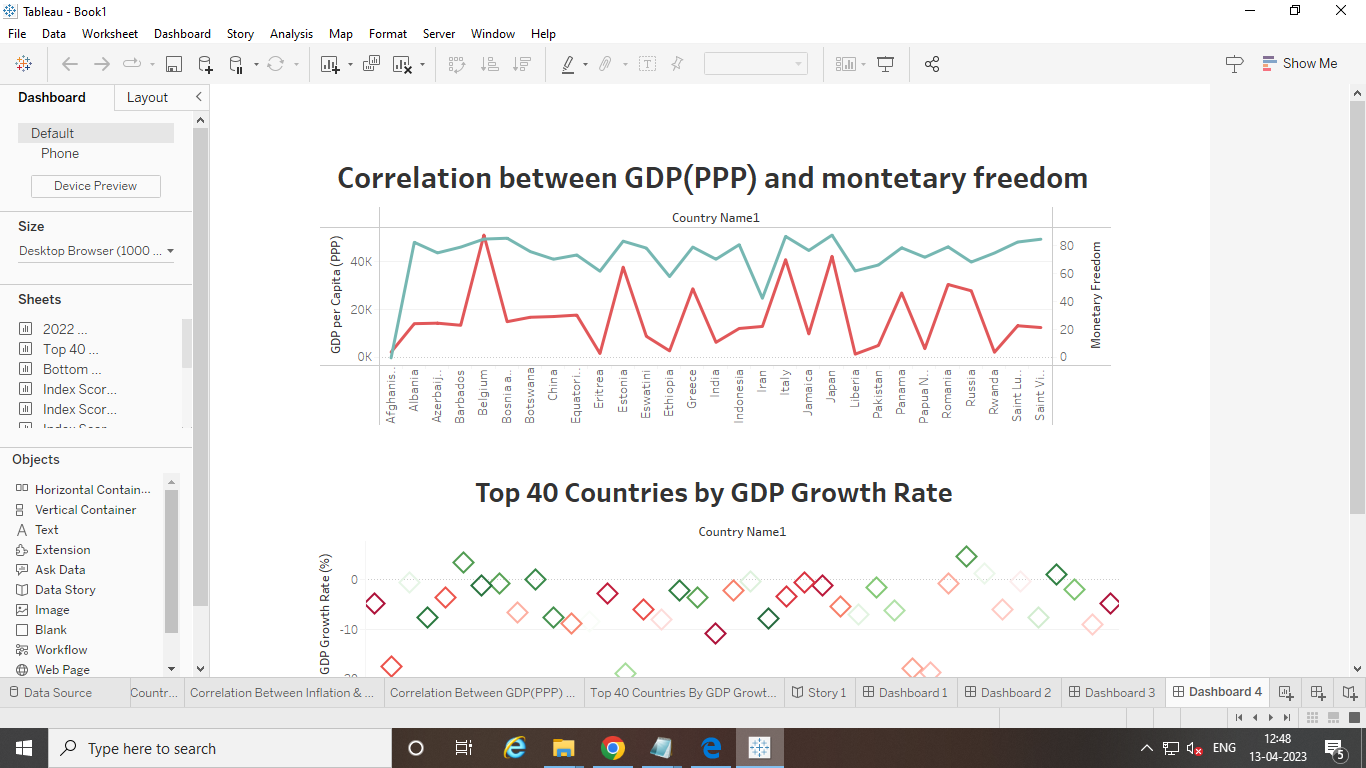 Tableau - Book1
File Data Worksheet Dashboard Story Analysis Map Format Server Window Help
Show Me
Dashboard Layout
Default
Phone
Device Preview
Size
Desktop Browser (1000 ...
Sheets
2022 ...
Top 40 ...
Bottom ...
Index Scor...
Index Scor...
Objects
Horizontal Contain...
Vertical Container
Text
Extension
Ask Data
Data Story
Image
Blank
Workflow
Web Page
Correlation between GDP(PPP) and montetary freedom
Country Name1
GDP per Capita (PPP)
40K
20K
0K
80
60
40
20
0
Monetary Freedom
Afghanis..
Albania
Azerbaij..
Barbados
Belgium
Bosnia a..
Botswana
China
Equatori..
Eritrea
Estonia
Eswatini
Ethiopia
Greece
India
Indonesia
Iran
Italy
Jamaica
Japan
Liberia
Pakistan
Panama
Papua N..
Romania
Russia
Rwanda
Saint Lu..
Saint Vi..
Top 40 Countries by GDP Growth Rate
Country Name1
GDP Growth Rate (%)
0
-10
Data Source Countr... Correlation Between Inflation & ... Correlation Between GDP(PPP) ... Top 40 Countries By GDP Growt... Story 1 Dashboard 1 Dashboard 2 Dashboard 3 Dashboard 4
Type here to search
ENG
12:48
13-04-2023
5